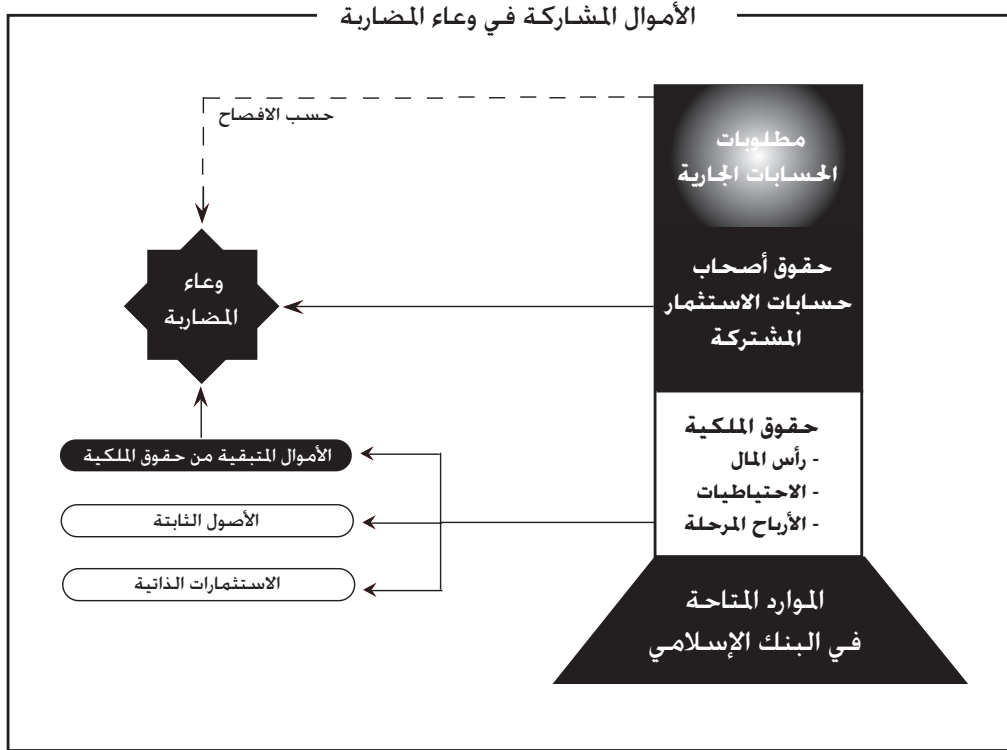 الأموال المشاركة في وعاء المضاربة
حسب الافصاح
مطلوبات
الحسابات الجارية
حقوق أصحاب
حسابات الاستثمار
المشتركة
وعاء
المضاربة
حقوق الملكية
- رأس المال
- الاحتياطيات
- الأرباح المرحلة
الأموال المتبقية من حقوق الملكية
الأصول الثابتة
الاستثمارات الذاتية
الموارد المتاحة
في البنك الإسلامي